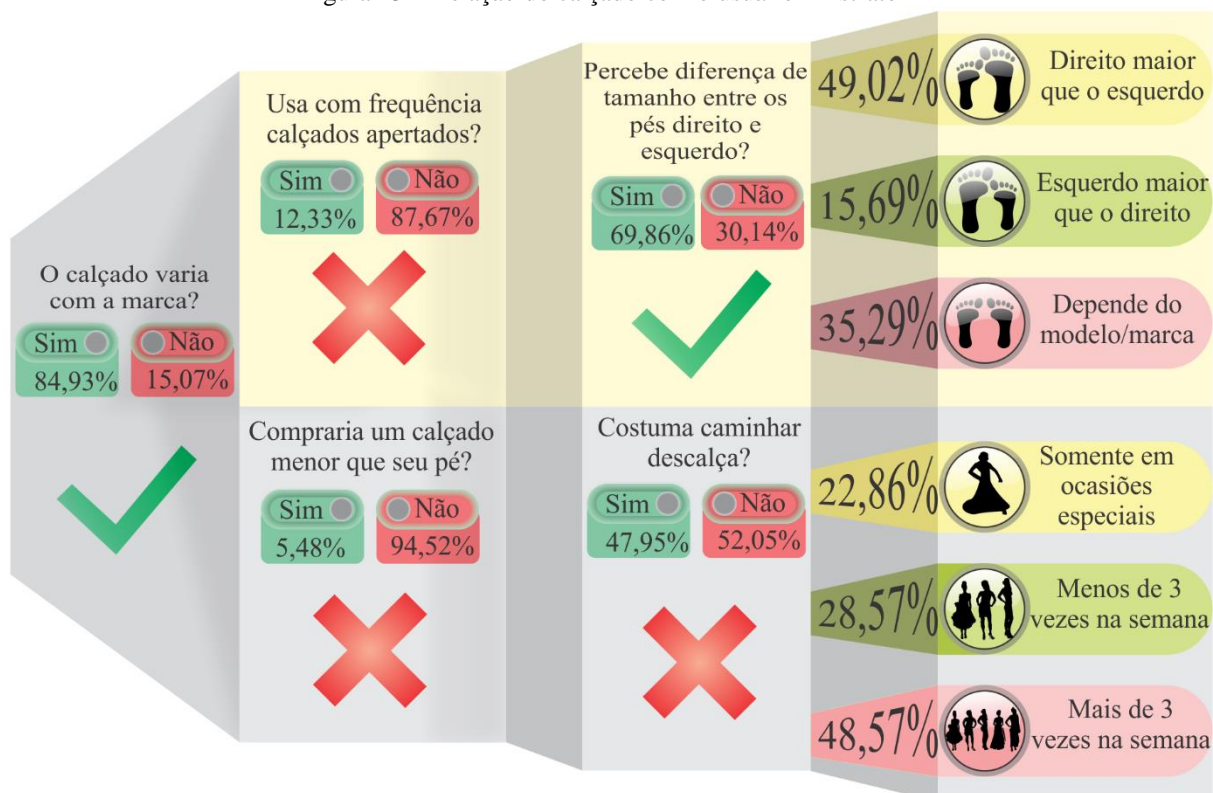 O calçado varia
com a marca?
Sim Não
84,93% 15,07%
Usa com frequência
calçados apertados?
Sim Não
12,33% 87,67%
Compraria um calçado
menor que seu pé?
Sim Não
5,48% 94,52%
Percebe diferença de
tamanho entre os
pés direito e
esquerdo?
Sim Não
69,86% 30,14%
49,02%
Direito maior
que o esquerdo
15,69%
Esquerdo maior
que o direito
35,29%
Depende do
modelo/marca
Costuma caminhar
descalça?
Sim Não
47,95% 52,05%
22,86%
Somente em
ocasiões
especiais
28,57%
Menos de 3
vezes na semana
48,57%
Mais de 3
vezes na semana